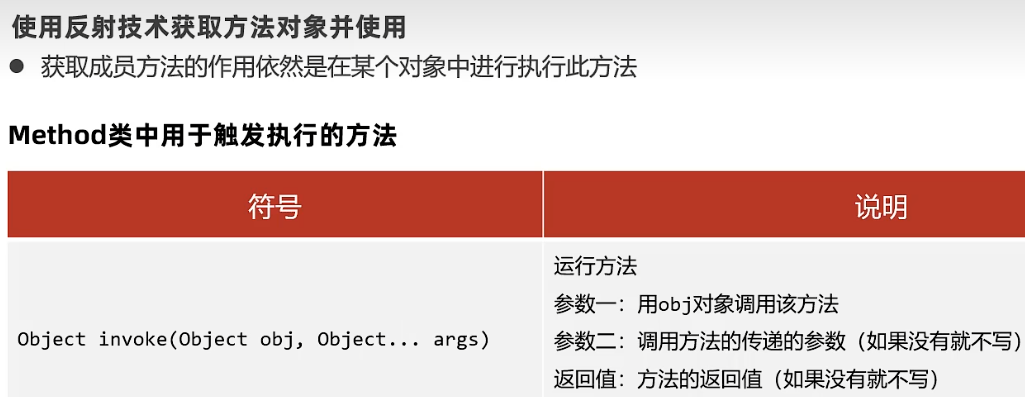 使用反射技术获取方法对象并使用
● 获取成员方法的作用依然是在某个对象中进行执行此方法
Method类中用于触发执行的方法
符号
说明
Object invoke(Object obj, Object... args)
运行方法
参数一：用obj对象调用该方法
参数二：调用方法的传递的参数（如果没有就不写）
返回值：方法的返回值（如果没有就不写）